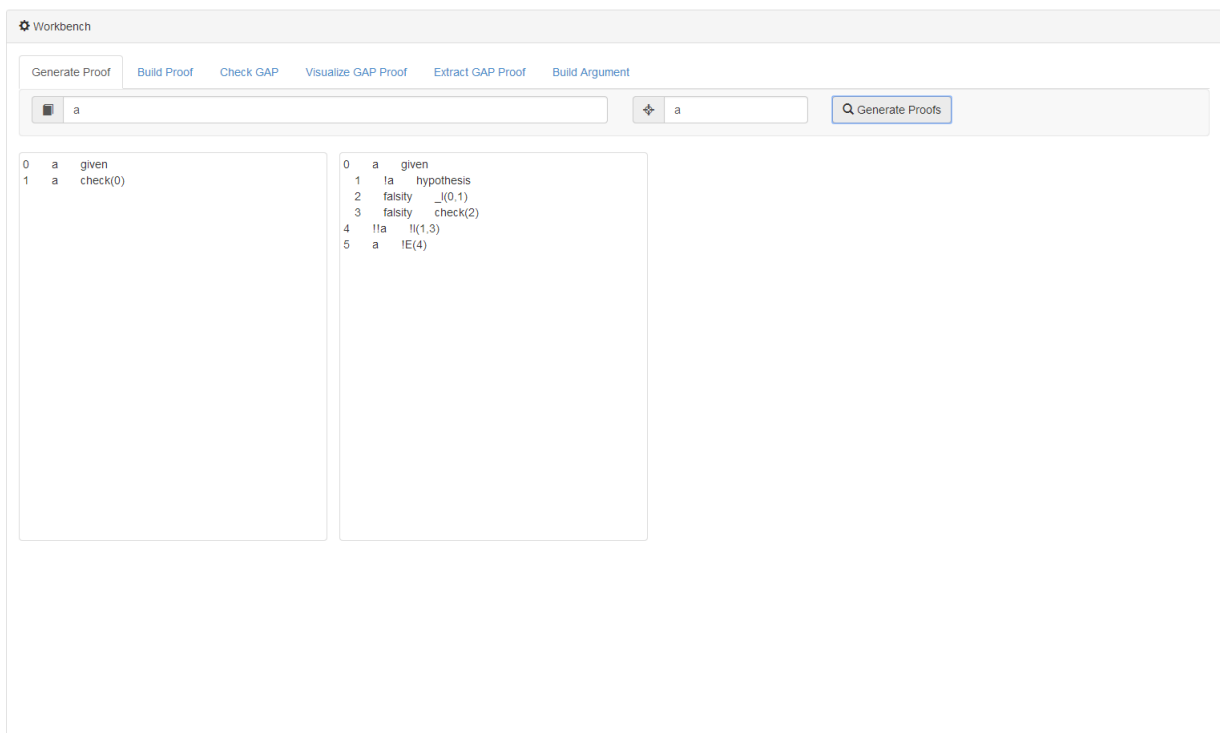 Workbench
Generate Proof Build Proof Check GAP Visualize GAP Proof Extract GAP Proof Build Argument
a a Generate Proofs
0 a given
1 a check(0)
0 a given
1 !a hypothesis
2 falsity _I(0,1)
3 falsity check(2)
4 !!a !I(1,3)
5 a !E(4)